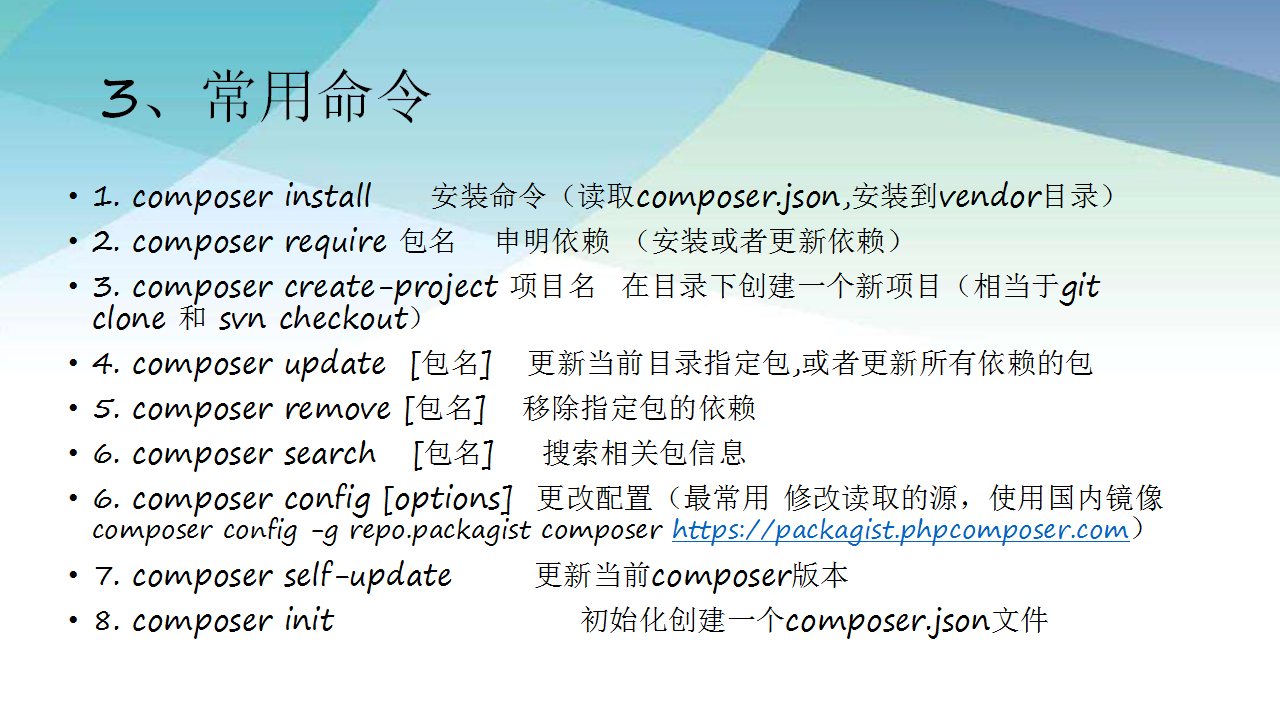 3、常用命令
• 1. composer install 安装命令（读取composer.json,安装到vendor目录）
• 2. composer require 包名 申明依赖 （安装或者更新依赖）
• 3. composer create-project 项目名 在目录下创建一个新项目（相当于git
clone 和 svn checkout）
• 4. composer update [包名] 更新当前目录指定包,或者更新所有依赖的包
• 5. composer remove [包名] 移除指定包的依赖
• 6. composer search [包名] 搜索相关包信息
• 6. composer config [options] 更改配置（最常用 修改读取的源，使用国内镜像
composer config -g repo.packagist composer https://packagist.phpcomposer.com）
• 7. composer self-update 更新当前composer版本
• 8. composer init 初始化创建一个composer.json文件